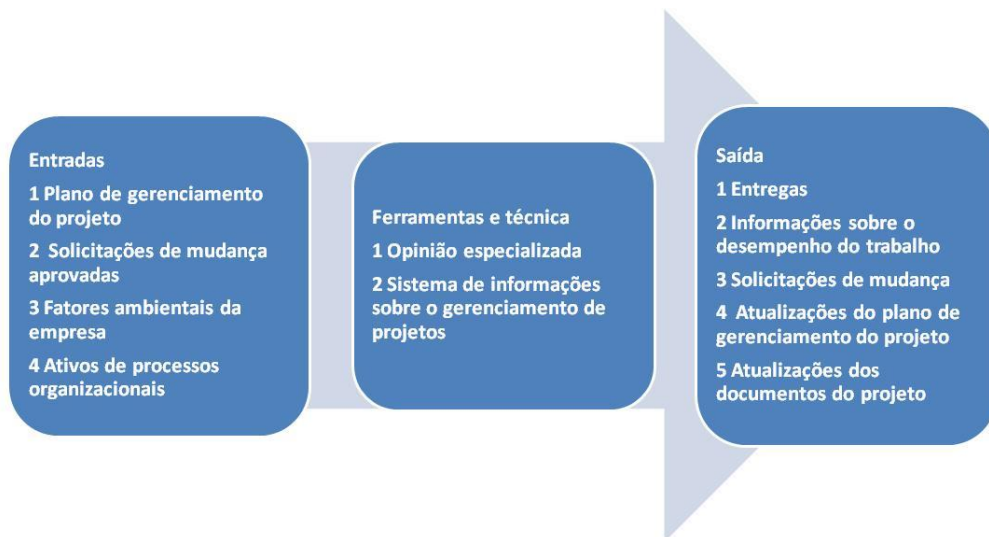 Entradas
1 Plano de gerenciamento
do projeto
2 Solicitações de mudança
aprovadas
3 Fatores ambientais da
empresa
4 Ativos de processos
organizacionais
Ferramentas e técnica
1 Opinião especializada
2 Sistema de informações
sobre o gerenciamento de
projetos
Saída
1 Entregas
2 Informações sobre o
desempenho do trabalho
3 Solicitações de mudança
4 Atualizações do plano de
gerenciamento do projeto
5 Atualizações dos
documentos do projeto